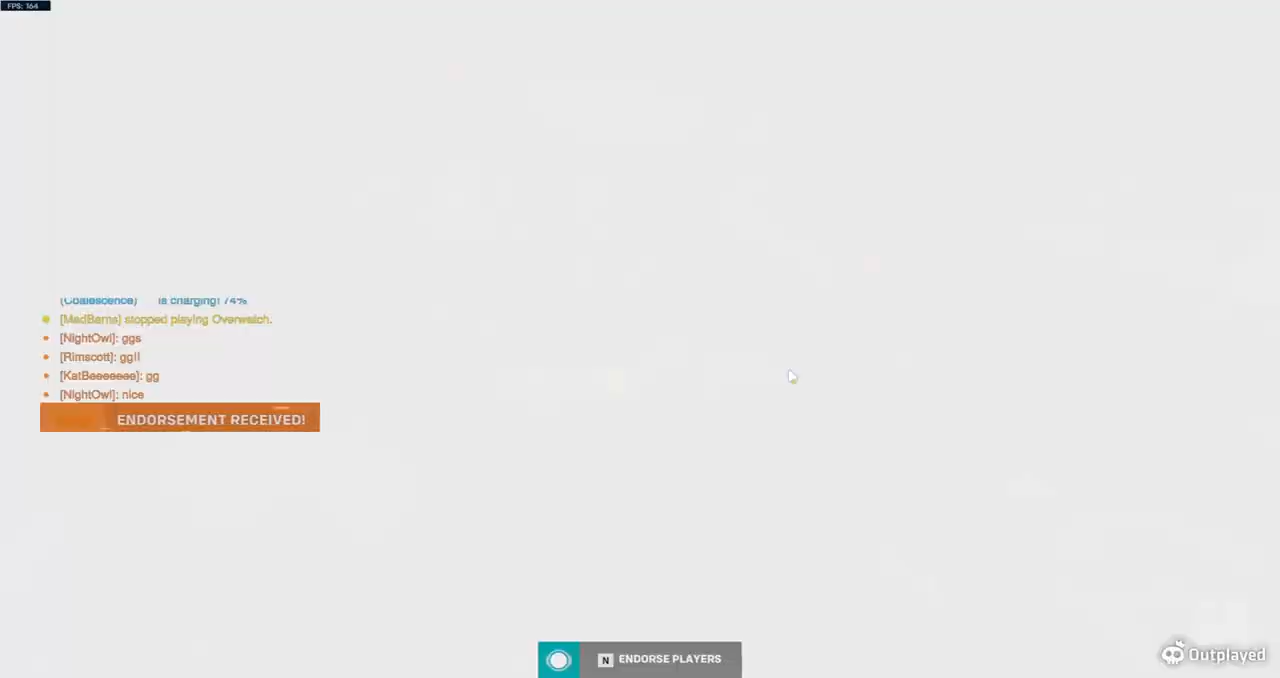 FPS: 164
(Coalescence) is charging! 74%
[MadBarns] stopped playing Overwatch.
[NightOwl]: ggs
[Rimscott]: gg!!
[KatBeeeeeee]: gg
[NightOwl]: nice
ENDORSEMENT RECEIVED!
N ENDORSE PLAYERS
Outplayed